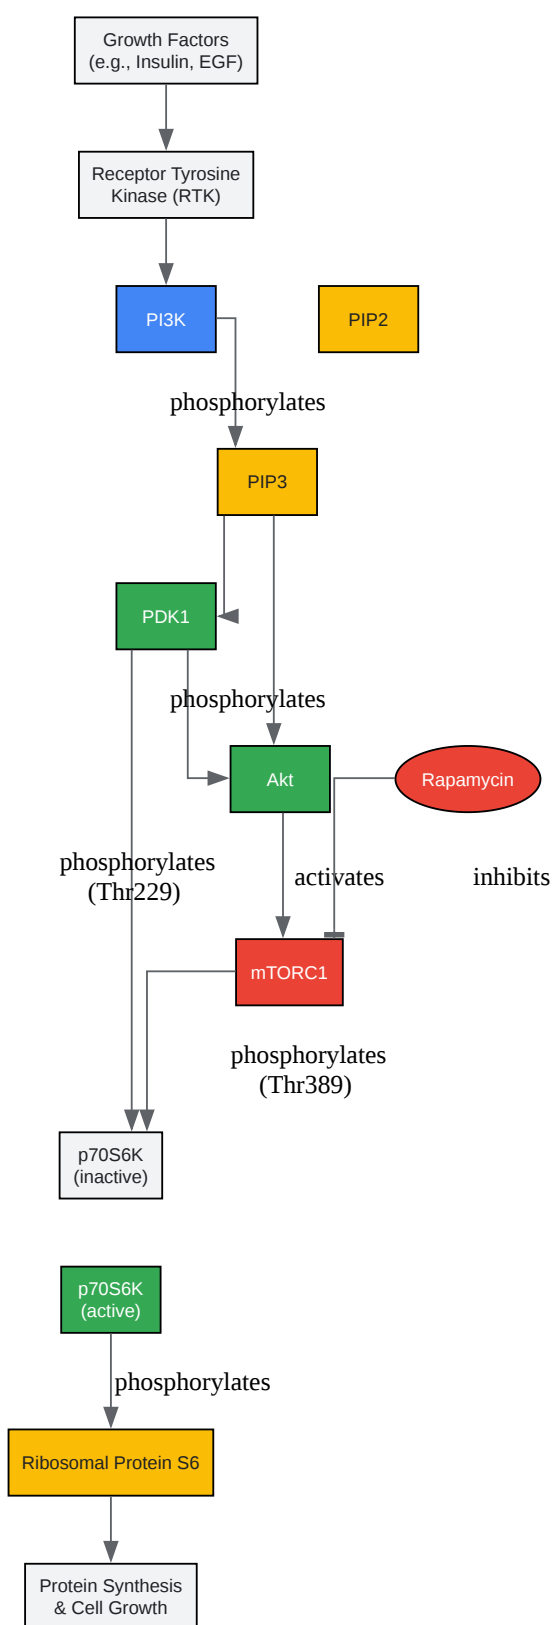 Growth Factors
(e.g., Insulin, EGF)
Receptor Tyrosine
Kinase (RTK)
PI3K
PIP2
phosphorylates
PIP3
PDK1
phosphorylates
Akt
Rapamycin
phosphorylates
(Thr229)
activates
inhibits
mTORC1
phosphorylates
(Thr389)
p70S6K
(inactive)
p70S6K
(active)
phosphorylates
Ribosomal Protein S6
Protein Synthesis
& Cell Growth